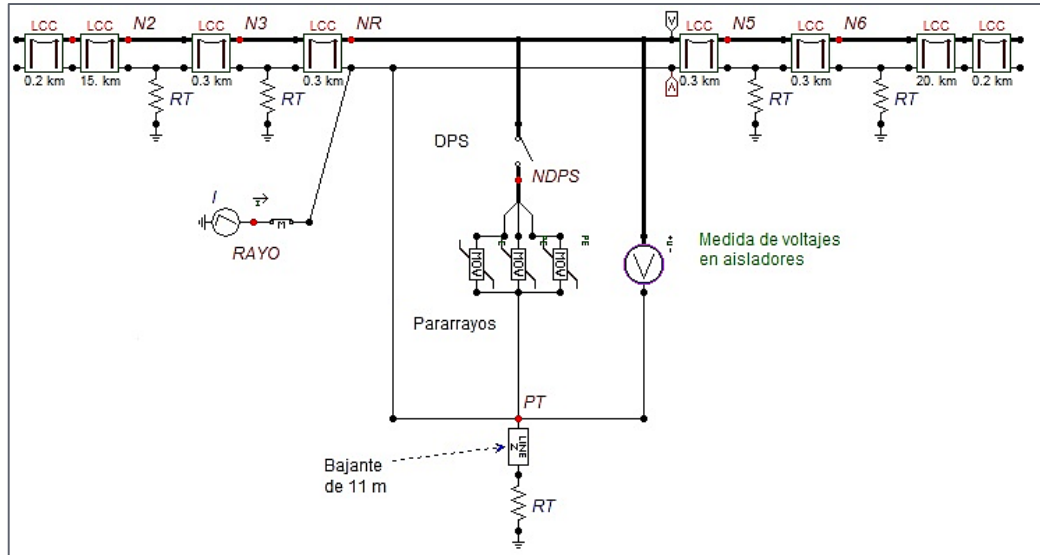 LCC LCC N2 LCC N3 LCC NR V LCC N5 LCC N6 LCC LCC
0.2 km 15. km 0.3 km 0.3 km A 0.3 km 0.3 km 20. km 0.2 km
RT RT RT RT
DPS
NDPS
I
RAYO
MOV MOV MOV
+U-
V
Medida de voltajes
en aisladores
Pararrayos
PT
LINE
Z
Bajante
de 11 m
RT